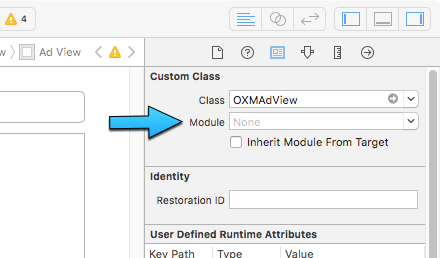 4
w
Ad View
Custom Class
Class OXMAdView
Module None
Inherit Module From Target
Identity
Restoration ID
User Defined Runtime Attributes
Key Path Type Value